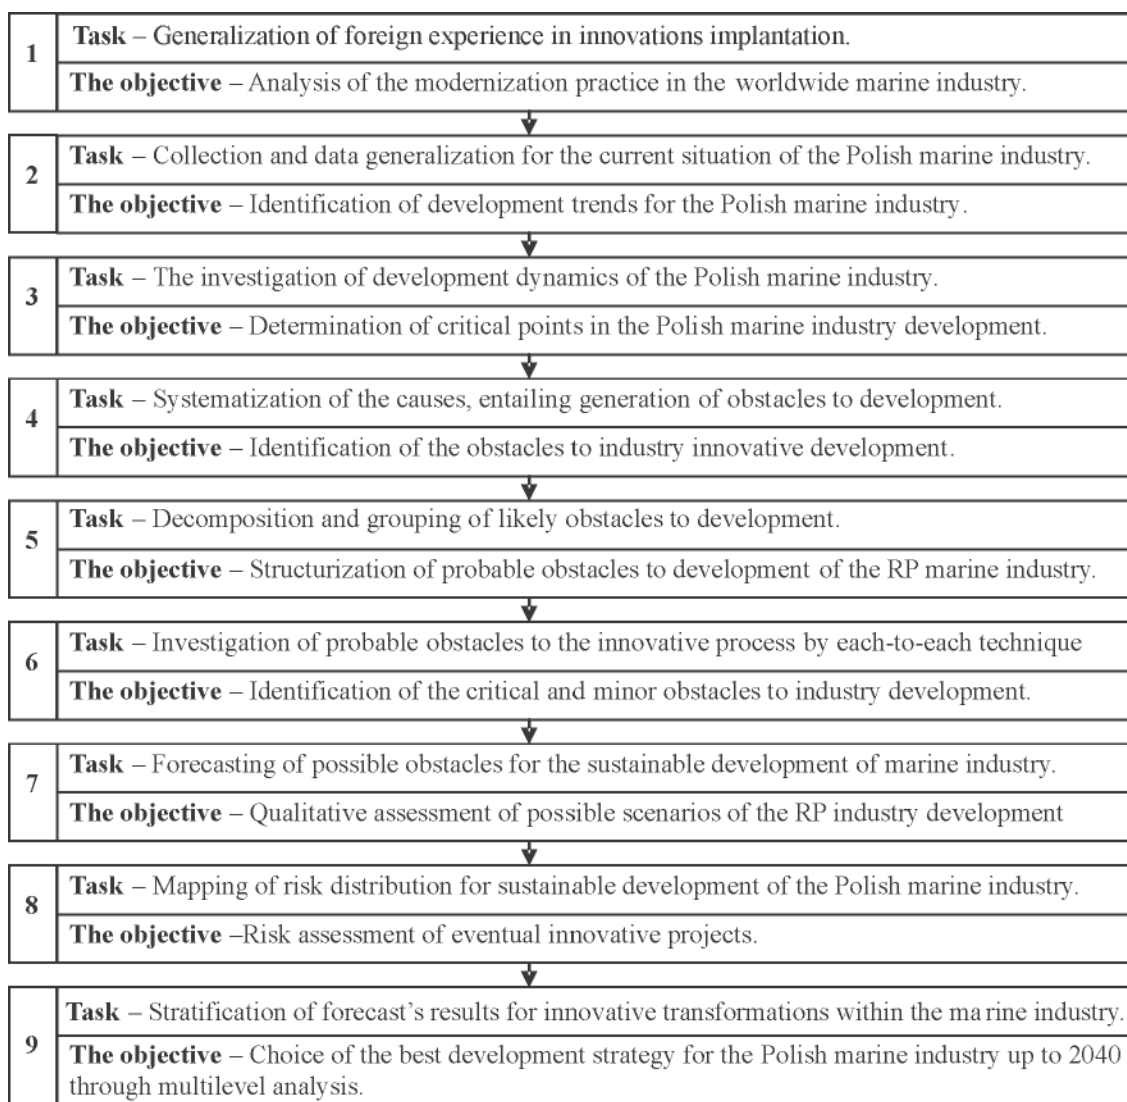 1
Task – Generalization of foreign experience in innovations implantation.
The objective – Analysis of the modernization practice in the worldwide marine industry.
2
Task – Collection and data generalization for the current situation of the Polish marine industry.
The objective – Identification of development trends for the Polish marine industry.
3
Task – The investigation of development dynamics of the Polish marine industry.
The objective – Determination of critical points in the Polish marine industry development.
4
Task – Systematization of the causes, entailing generation of obstacles to development.
The objective – Identification of the obstacles to industry innovative development.
5
Task – Decomposition and grouping of likely obstacles to development.
The objective – Structurization of probable obstacles to development of the RP marine industry.
6
Task – Investigation of probable obstacles to the innovative process by each-to-each technique
The objective – Identification of the critical and minor obstacles to industry development.
7
Task – Forecasting of possible obstacles for the sustainable development of marine industry.
The objective – Qualitative assessment of possible scenarios of the RP industry development
8
Task – Mapping of risk distribution for sustainable development of the Polish marine industry.
The objective –Risk assessment of eventual innovative projects.
9
Task – Stratification of forecast's results for innovative transformations within the marine industry.
The objective – Choice of the best development strategy for the Polish marine industry up to 2040
through multilevel analysis.